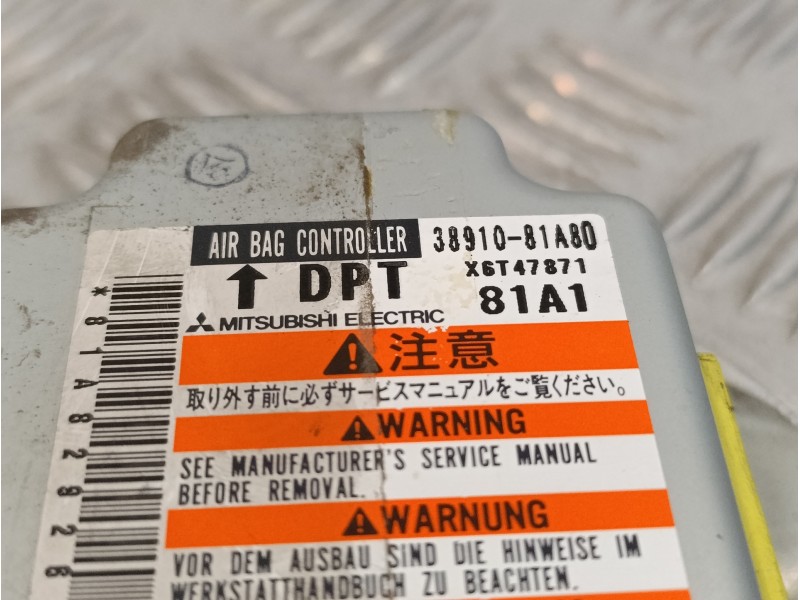 AIR BAG CONTROLLER 38910-81A80
↑ DPT X6T47871
MITSUBISHI ELECTRIC 81A1
注意
取り外す前に必ずサービスマニュアルをご覧ください。
WARNING
SEE MANUFACTURER'S SERVICE MANUAL
BEFORE REMOVAL.
WARNUNG
VOR DEM AUSBAU SIND DIE HINWEISE IM
WERKSTATTHANDBUCH ZU BEACHTEN.
*81A82926